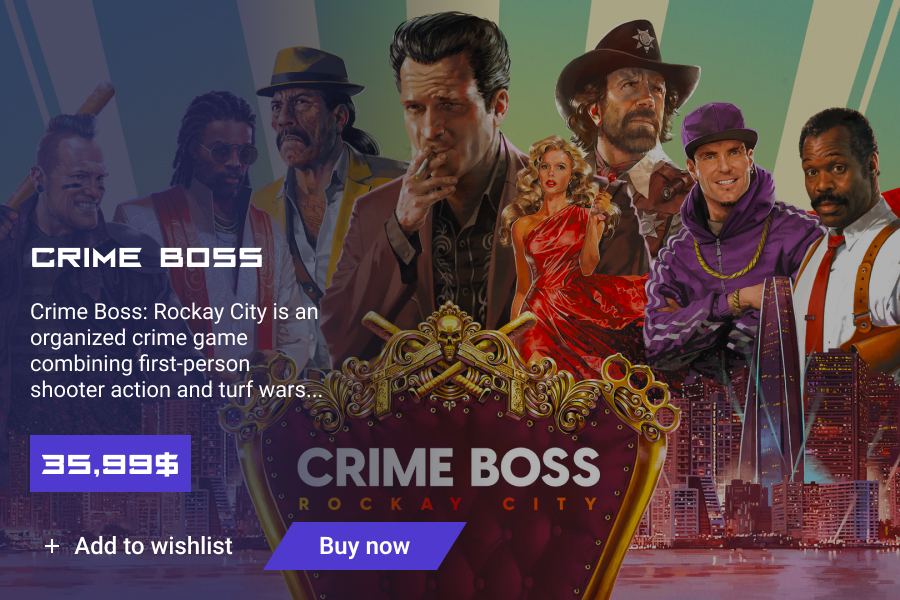 CRIME BOSS
Crime Boss: Rockay City is an
organized crime game
combining first-person
shooter action and turf wars...
35,99$
CRIME BOSS
ROCKAY CITY
+ Add to wishlist
Buy now